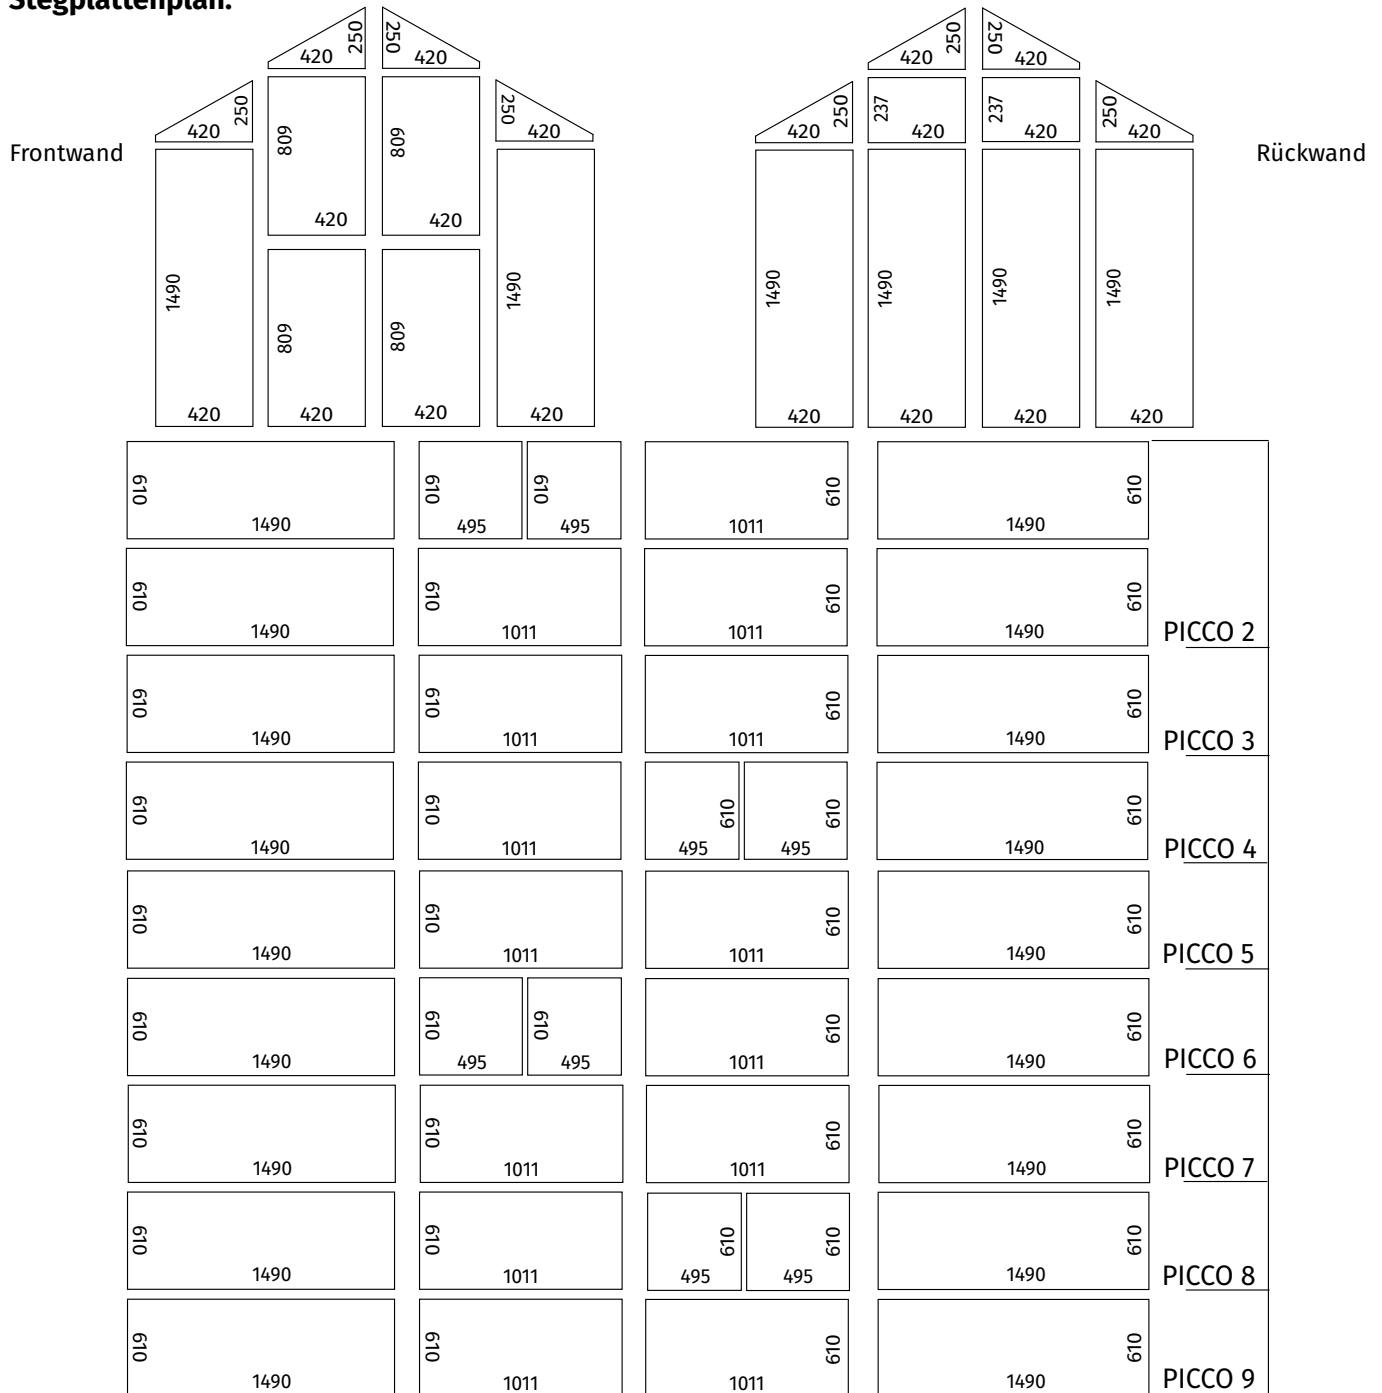 Stegplattenplan:
420 250 250 420 420 250 250 420
420 250 250 420 420 250 237 420 237 420 250 420
Frontwand 809 809 Rückwand
420 420
1490 1490 1490 1490 1490 1490
809 809
420 420 420 420 420 420 420 420
610 1490 610 495 610 495 1011 610 1490 610
610 1490 610 1011 1011 610 1490 610 PICCO 2
610 1490 610 1011 1011 610 1490 610 PICCO 3
610 1490 610 1011 495 610 495 610 1490 610 PICCO 4
610 1490 610 1011 1011 610 1490 610 PICCO 5
610 1490 610 495 610 495 1011 610 1490 610 PICCO 6
610 1490 610 1011 1011 610 1490 610 PICCO 7
610 1490 610 1011 495 610 495 610 1490 610 PICCO 8
610 1490 610 1011 1011 610 1490 610 PICCO 9